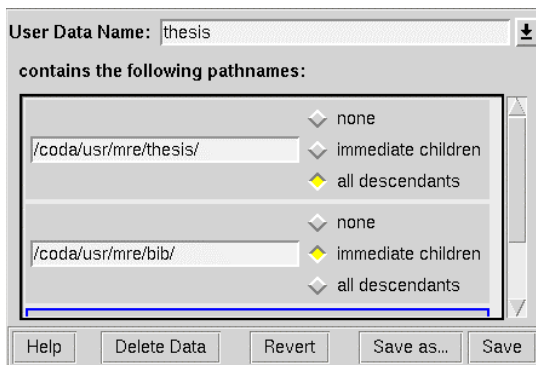 User Data Name: thesis
contains the following pathnames:
none
/coda/usr/mre/thesis/ immediate children
all descendants
none
/coda/usr/mre/bib/ immediate children
all descendants
Help Delete Data Revert Save as... Save